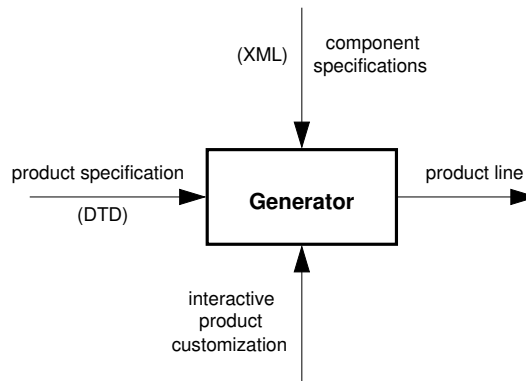 (XML)
component
specifications
product specification
(DTD)
Generator
product line
interactive
product
customization